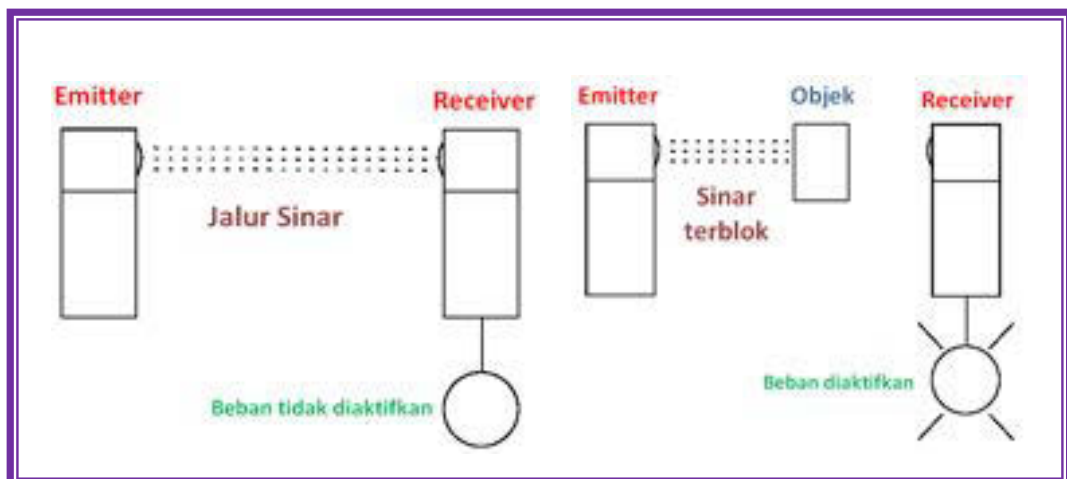 Emitter
Receiver
Jalur Sinar
Beban tidak diaktifkan
Emitter
Objek
Receiver
Sinar
terblok
Beban diaktifkan